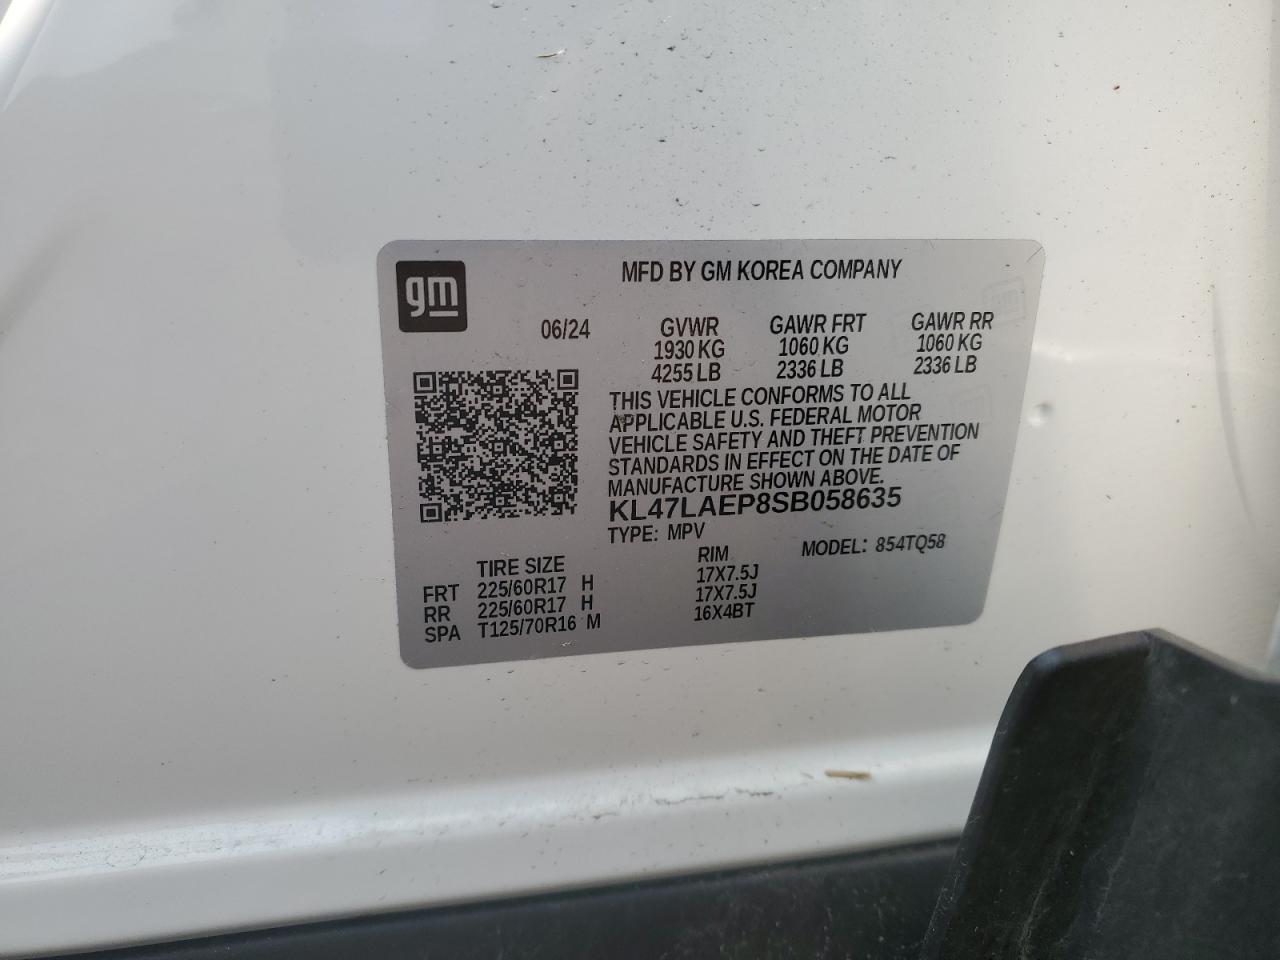 gm
MFD BY GM KOREA COMPANY
06/24 GVWR GAWR FRT GAWR RR
1930 KG 1060 KG 1060 KG
4255 LB 2336 LB 2336 LB
THIS VEHICLE CONFORMS TO ALL
APPLICABLE U.S. FEDERAL MOTOR
VEHICLE SAFETY AND THEFT PREVENTION
STANDARDS IN EFFECT ON THE DATE OF
MANUFACTURE SHOWN ABOVE.
KL47LAEP8SB058635
TYPE: MPV MODEL: 854TQ58
TIRE SIZE RIM
FRT 225/60R17 H 17X7.5J
RR 225/60R17 H 17X7.5J
SPA T125/70R16 M 16X4BT